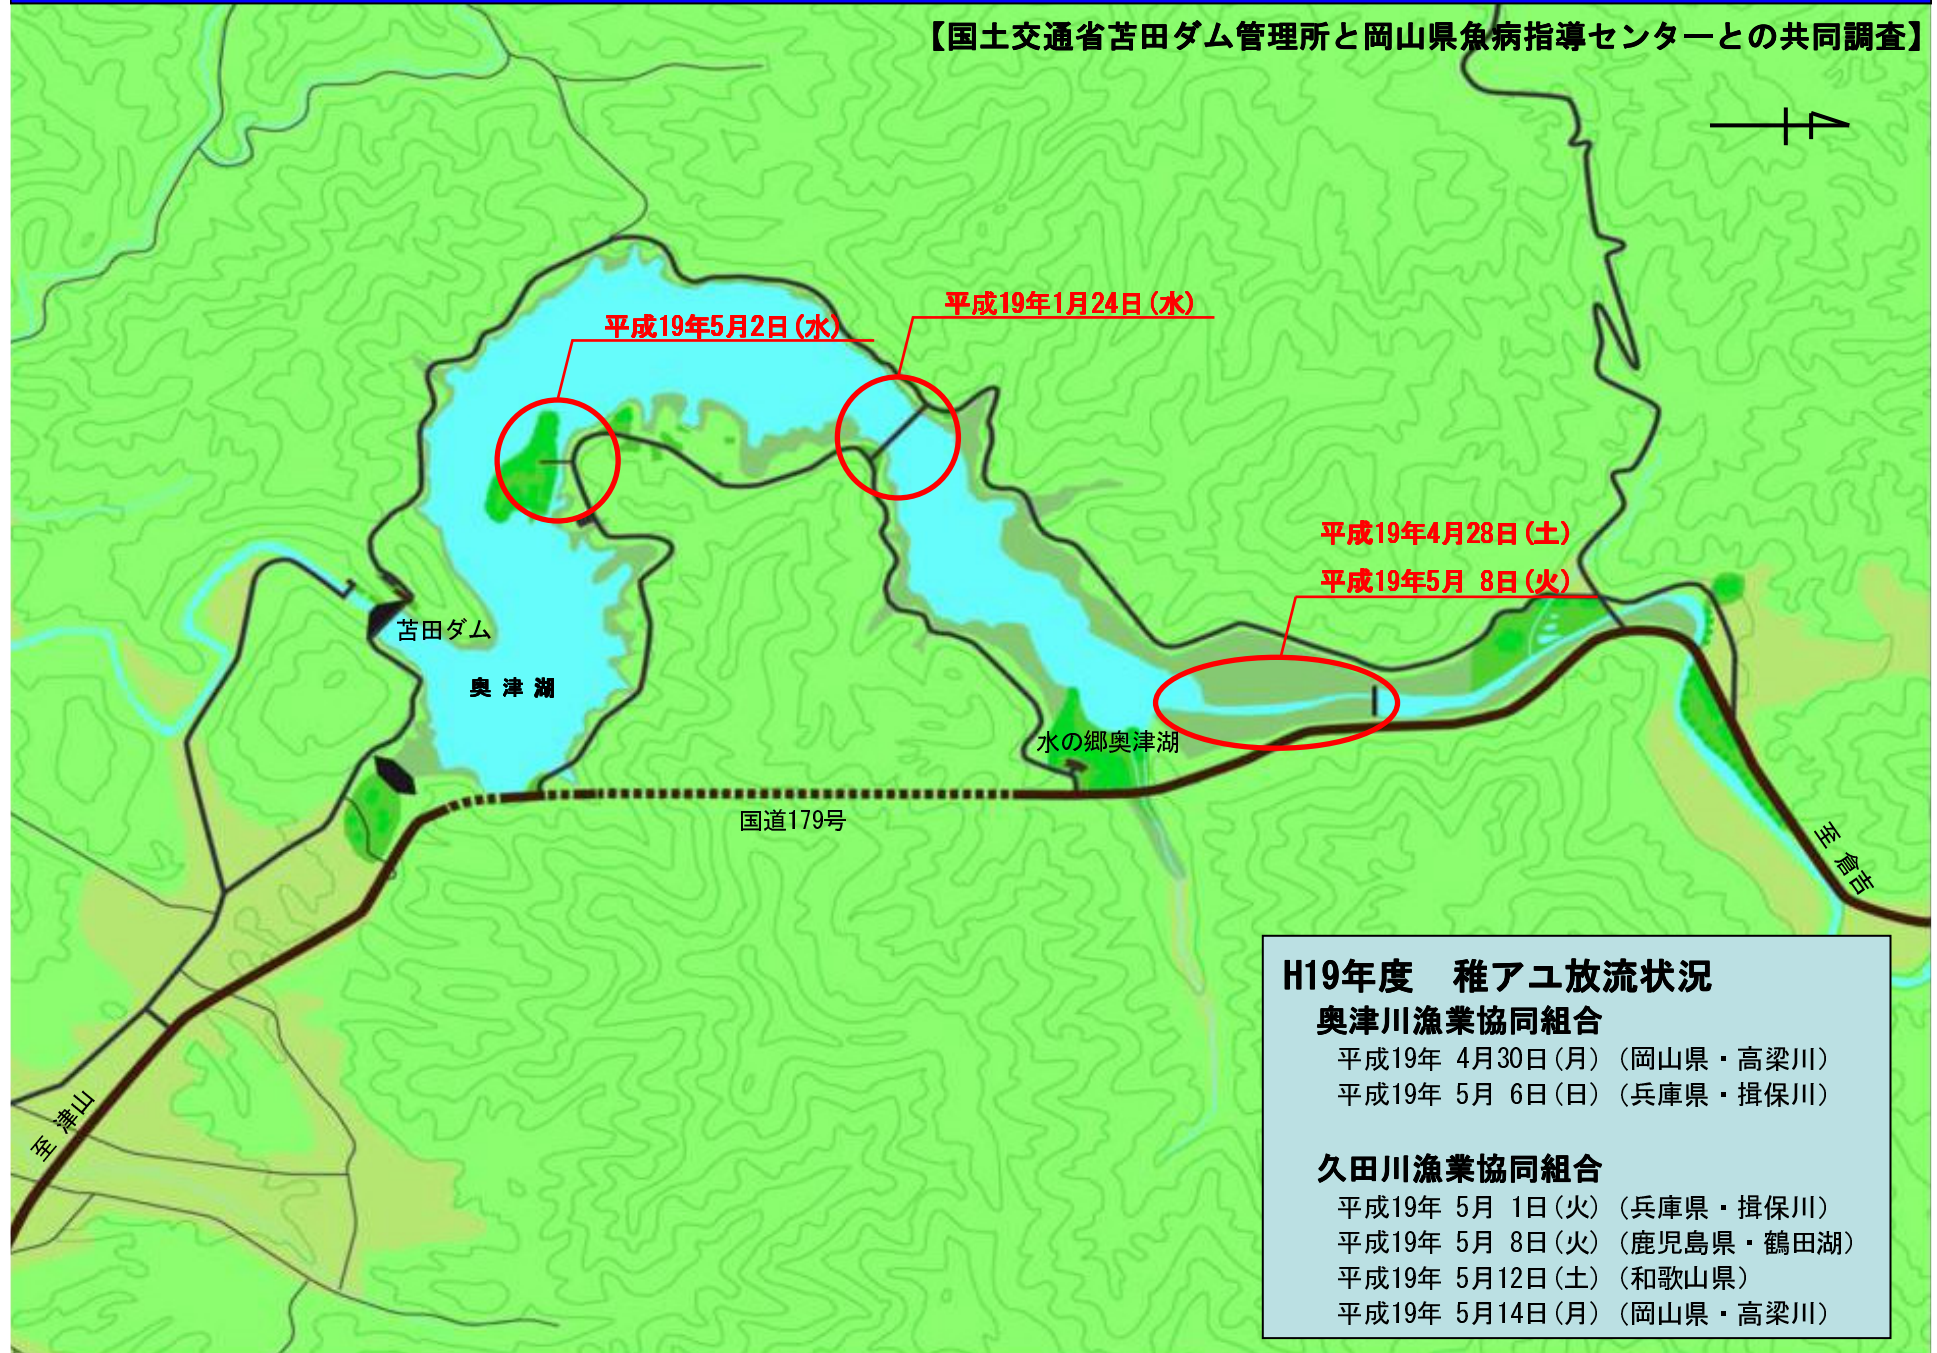 【国土交通省苫田ダム管理所と岡山県魚病指導センターとの共同調査】
平成19年1月24日(水)
平成19年5月2日(水)
平成19年4月28日(土)
平成19年5月 8日(火)
苫田ダム
奥 津 湖
水の郷奥津湖
国道179号
至 倉吉
至 津山
H19年度　稚アユ放流状況
奥津川漁業協同組合
平成19年 4月30日(月) (岡山県・高梁川)
平成19年 5月 6日(日) (兵庫県・揖保川)
久田川漁業協同組合
平成19年 5月 1日(火) (兵庫県・揖保川)
平成19年 5月 8日(火) (鹿児島県・鶴田湖)
平成19年 5月12日(土) (和歌山県)
平成19年 5月14日(月) (岡山県・高梁川)